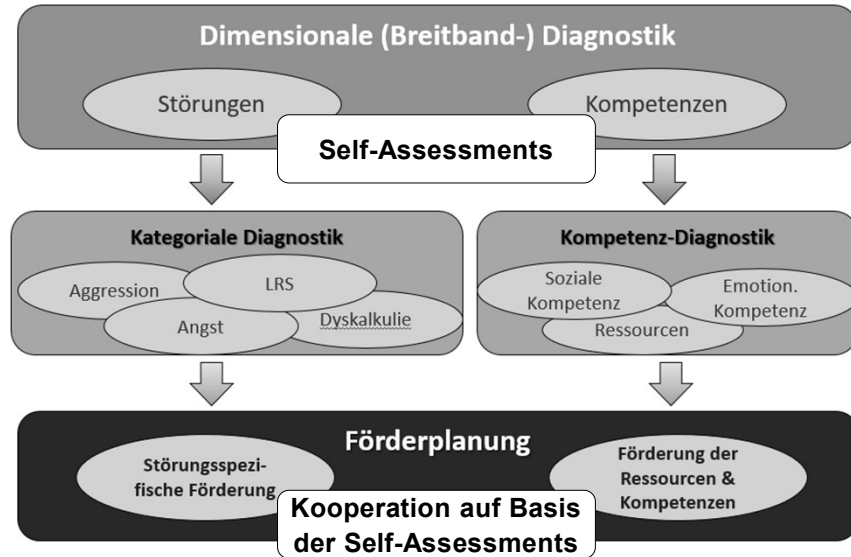 Dimensionale (Breitband-) Diagnostik
Störungen
Kompetenzen
Self-Assessments
Kategoriale Diagnostik
Aggression
LRS
Angst
Dyskalkulie
Kompetenz-Diagnostik
Soziale
Kompetenz
Emotion.
Kompetenz
Ressourcen
Förderplanung
Störungsspezi-
fische Förderung
Förderung der
Ressourcen &
Kompetenzen
Kooperation auf Basis
der Self-Assessments